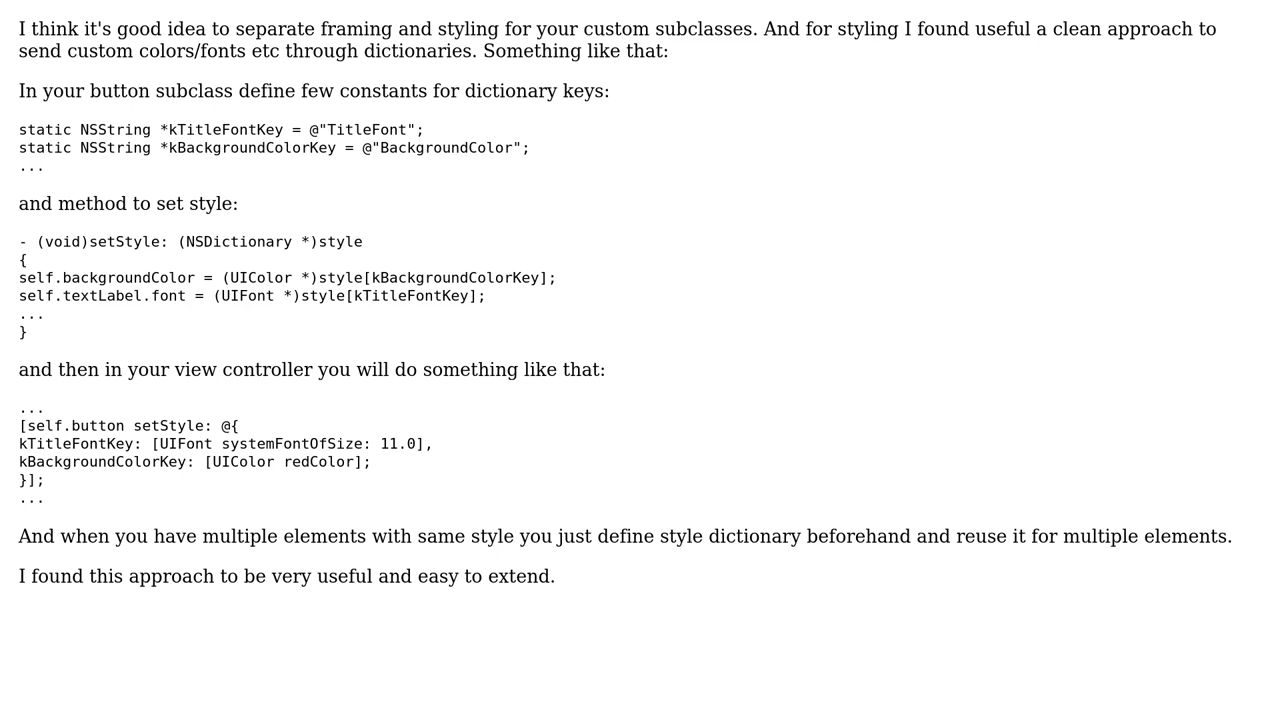 I think it's good idea to separate framing and styling for your custom subclasses. And for styling I found useful a clean approach to
send custom colors/fonts etc through dictionaries. Something like that:
In your button subclass define few constants for dictionary keys:
static NSString *kTitleFontKey = @"TitleFont";
static NSString *kBackgroundColorKey = @"BackgroundColor";
...
and method to set style:
- (void)setStyle: (NSDictionary *)style
{
self.backgroundColor = (UIColor *)style[kBackgroundColorKey];
self.textLabel.font = (UIFont *)style[kTitleFontKey];
...
}
and then in your view controller you will do something like that:
...
[self.button setStyle: @{
kTitleFontKey: [UIFont systemFontOfSize: 11.0],
kBackgroundColorKey: [UIColor redColor];
}];
...
And when you have multiple elements with same style you just define style dictionary beforehand and reuse it for multiple elements.
I found this approach to be very useful and easy to extend.